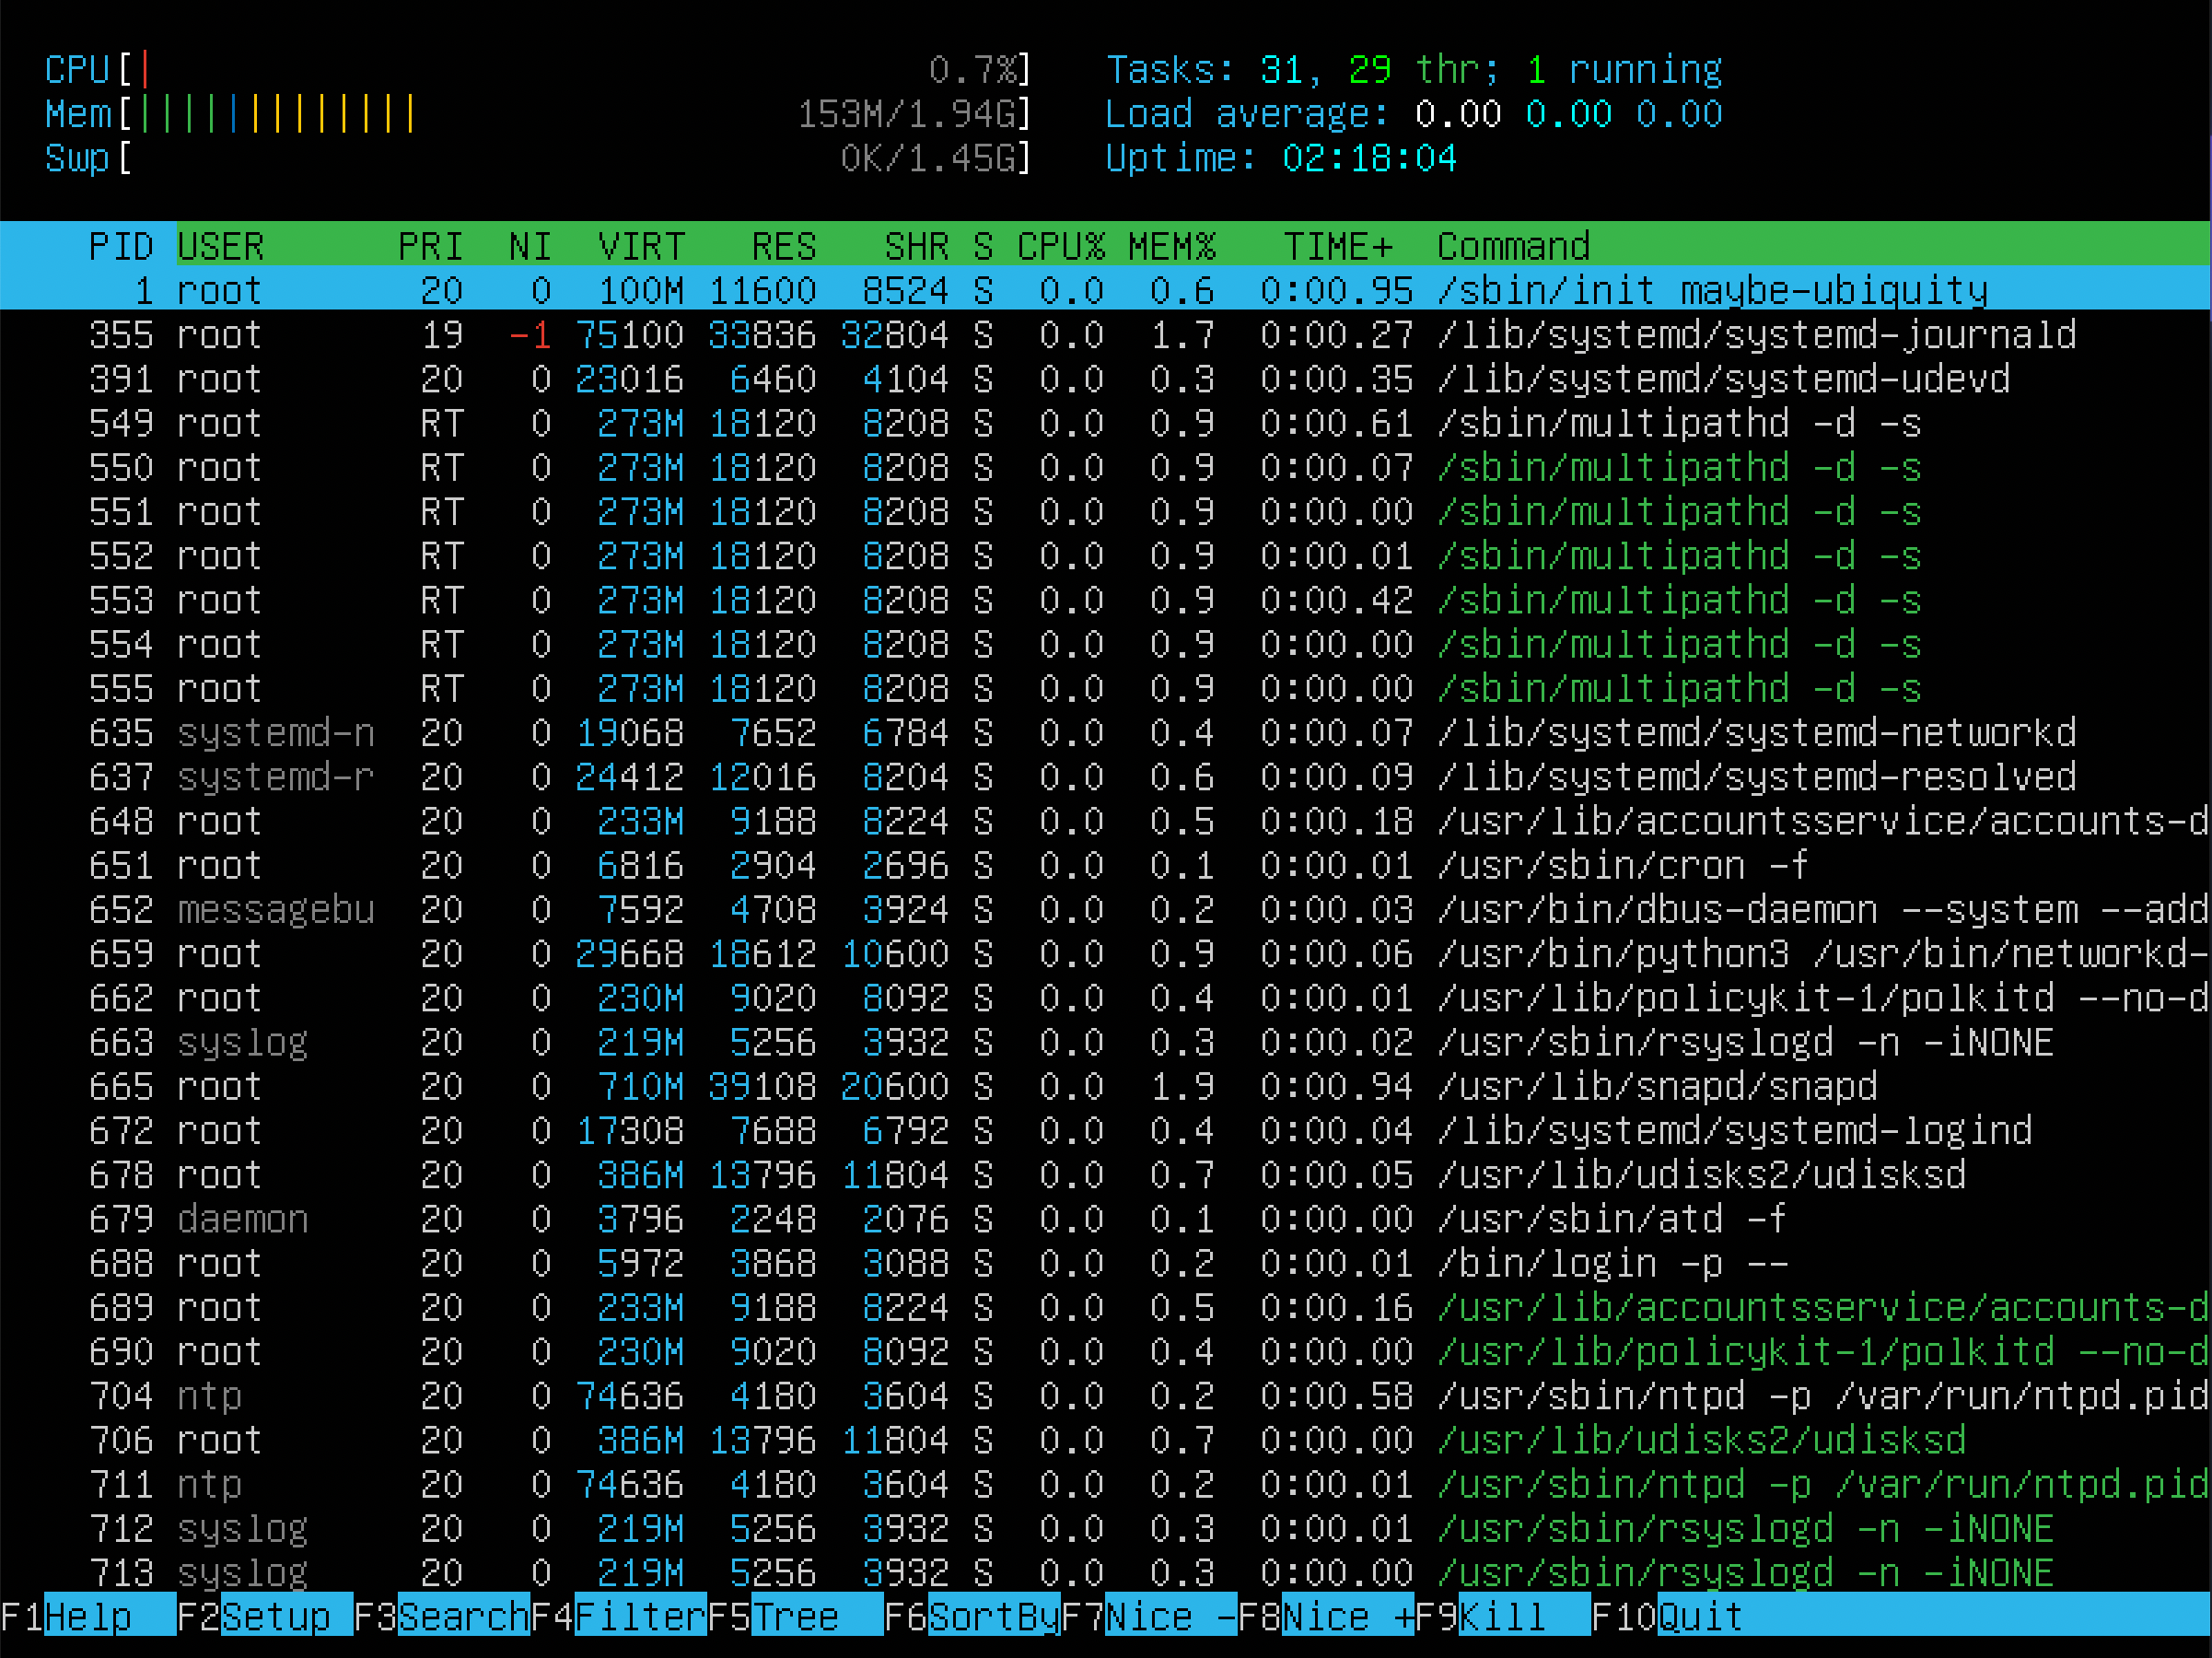 CPU[| 0.7%] Tasks: 31, 29 thr; 1 running
Mem[||||||||||||| 153M/1.94G] Load average: 0.00 0.00 0.00
Swp[ 0K/1.45G] Uptime: 02:18:04
PID USER PRI NI VIRT RES SHR S CPU% MEM% TIME+ Command
1 root 20 0 100M 11600 8524 S 0.0 0.6 0:00.95 /sbin/init maybe-ubiquity
355 root 19 -1 75100 33836 32804 S 0.0 1.7 0:00.27 /lib/systemd/systemd-journald
391 root 20 0 23016 6460 4104 S 0.0 0.3 0:00.35 /lib/systemd/systemd-udevd
549 root RT 0 273M 18120 8208 S 0.0 0.9 0:00.61 /sbin/multipathd -d -s
550 root RT 0 273M 18120 8208 S 0.0 0.9 0:00.07 /sbin/multipathd -d -s
551 root RT 0 273M 18120 8208 S 0.0 0.9 0:00.00 /sbin/multipathd -d -s
552 root RT 0 273M 18120 8208 S 0.0 0.9 0:00.01 /sbin/multipathd -d -s
553 root RT 0 273M 18120 8208 S 0.0 0.9 0:00.42 /sbin/multipathd -d -s
554 root RT 0 273M 18120 8208 S 0.0 0.9 0:00.00 /sbin/multipathd -d -s
555 root RT 0 273M 18120 8208 S 0.0 0.9 0:00.00 /sbin/multipathd -d -s
635 systemd-n 20 0 19068 7652 6784 S 0.0 0.4 0:00.07 /lib/systemd/systemd-networkd
637 systemd-r 20 0 24412 12016 8204 S 0.0 0.6 0:00.09 /lib/systemd/systemd-resolved
648 root 20 0 233M 9188 8224 S 0.0 0.5 0:00.18 /usr/lib/accountsservice/accounts-d
651 root 20 0 6816 2904 2696 S 0.0 0.1 0:00.01 /usr/sbin/cron -f
652 messagebu 20 0 7592 4708 3924 S 0.0 0.2 0:00.03 /usr/bin/dbus-daemon --system --add
659 root 20 0 29668 18612 10600 S 0.0 0.9 0:00.06 /usr/bin/python3 /usr/bin/networkd-
662 root 20 0 230M 9020 8092 S 0.0 0.4 0:00.01 /usr/lib/policykit-1/polkitd --no-d
663 syslog 20 0 219M 5256 3932 S 0.0 0.3 0:00.02 /usr/sbin/rsyslogd -n -iNONE
665 root 20 0 710M 39108 20600 S 0.0 1.9 0:00.94 /usr/lib/snapd/snapd
672 root 20 0 17308 7688 6792 S 0.0 0.4 0:00.04 /lib/systemd/systemd-logind
678 root 20 0 386M 13796 11804 S 0.0 0.7 0:00.05 /usr/lib/udisks2/udisksd
679 daemon 20 0 3796 2248 2076 S 0.0 0.1 0:00.00 /usr/sbin/atd -f
688 root 20 0 5972 3868 3088 S 0.0 0.2 0:00.01 /bin/login -p --
689 root 20 0 233M 9188 8224 S 0.0 0.5 0:00.16 /usr/lib/accountsservice/accounts-d
690 root 20 0 230M 9020 8092 S 0.0 0.4 0:00.00 /usr/lib/policykit-1/polkitd --no-d
704 ntp 20 0 74636 4180 3604 S 0.0 0.2 0:00.58 /usr/sbin/ntpd -p /var/run/ntpd.pid
706 root 20 0 386M 13796 11804 S 0.0 0.7 0:00.00 /usr/lib/udisks2/udisksd
711 ntp 20 0 74636 4180 3604 S 0.0 0.2 0:00.01 /usr/sbin/ntpd -p /var/run/ntpd.pid
712 syslog 20 0 219M 5256 3932 S 0.0 0.3 0:00.01 /usr/sbin/rsyslogd -n -iNONE
713 syslog 20 0 219M 5256 3932 S 0.0 0.3 0:00.00 /usr/sbin/rsyslogd -n -iNONE
F1Help F2Setup F3SearchF4FilterF5Tree F6SortByF7Nice -F8Nice +F9Kill F10Quit